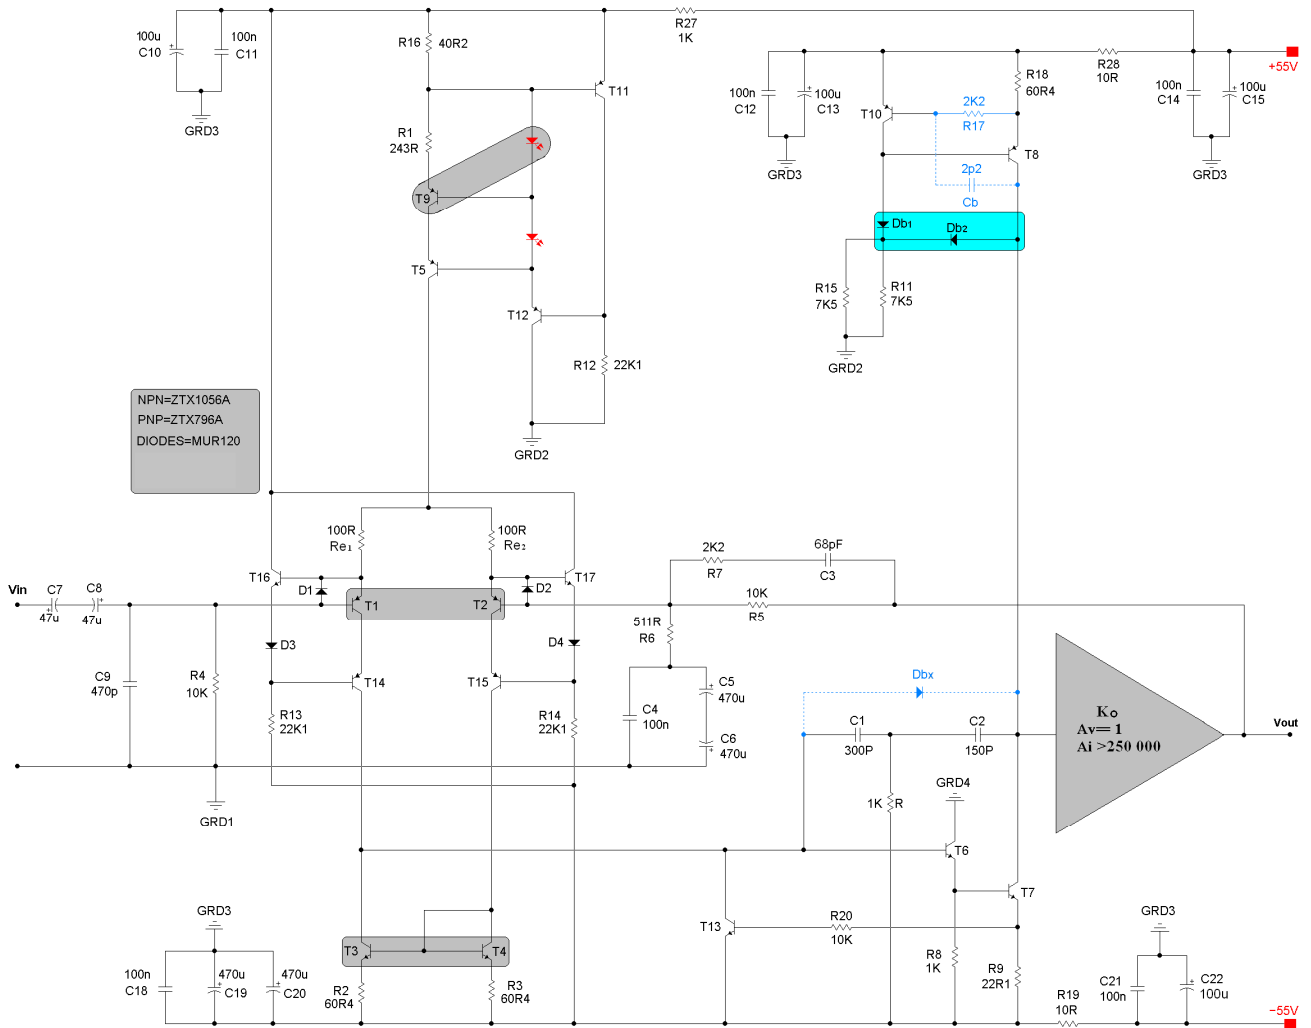 R27
1K
100u
C10
100n
C11
R16
40R2
+55V
R28
10R
T11
R18
60R4
100n
C12
100u
C13
100n
C14
100u
C15
2K2
R17
T10
GRD3
R1
243R
T8
GRD3
GRD3
2p2
Cb
T9
Db1
Db2
T5
R15
7K5
R11
7K5
T12
R12
22K1
GRD2
NPN=ZTX1056A
PNP=ZTX796A
DIODES=MUR120
GRD2
100R
Re1
100R
Re2
2K2
R7
68pF
C3
T16
T17
D1
D2
Vin
C7
47u
C8
47u
T1
T2
10K
R5
511R
R6
D3
D4
C9
470p
R4
10K
T14
T15
Dbx
C5
470u
C4
100n
R13
22K1
R14
22K1
C6
470u
C1
300P
C2
150P
Ko
Av= 1
Ai >250 000
Vout
GRD4
1K
R
GRD1
T6
T7
GRD3
T13
R20
10K
GRD3
T3
T4
R8
1K
R9
22R1
100n
C18
470u
C19
470u
C20
R2
60R4
R3
60R4
C21
100n
C22
100u
R19
10R
−55V